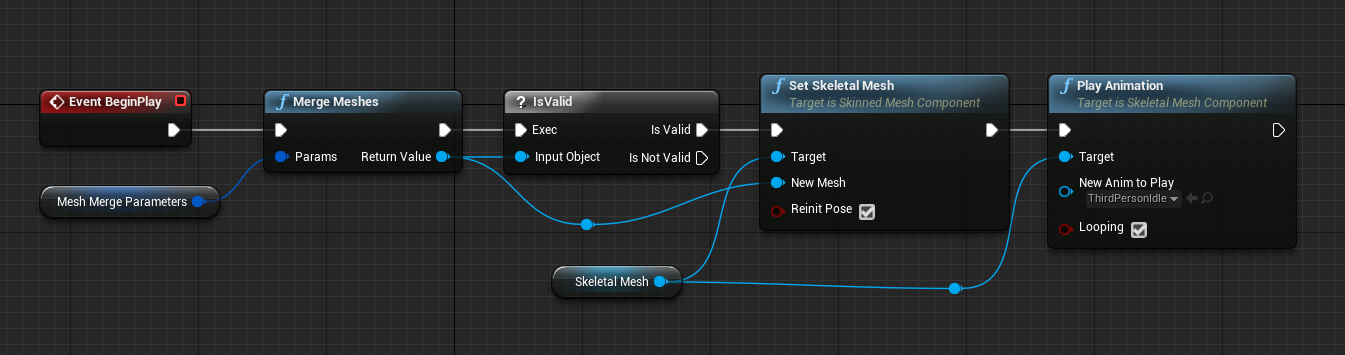 Event BeginPlay
Mesh Merge Parameters
Merge Meshes
Params
Return Value
? IsValid
Exec
Is Valid
Input Object
Is Not Valid
Skeletal Mesh
f Set Skeletal Mesh
Target is Skinned Mesh Component
Target
New Mesh
Reinit Pose
f Play Animation
Target is Skeletal Mesh Component
Target
New Anim to Play
ThirdPersonIdle
Looping